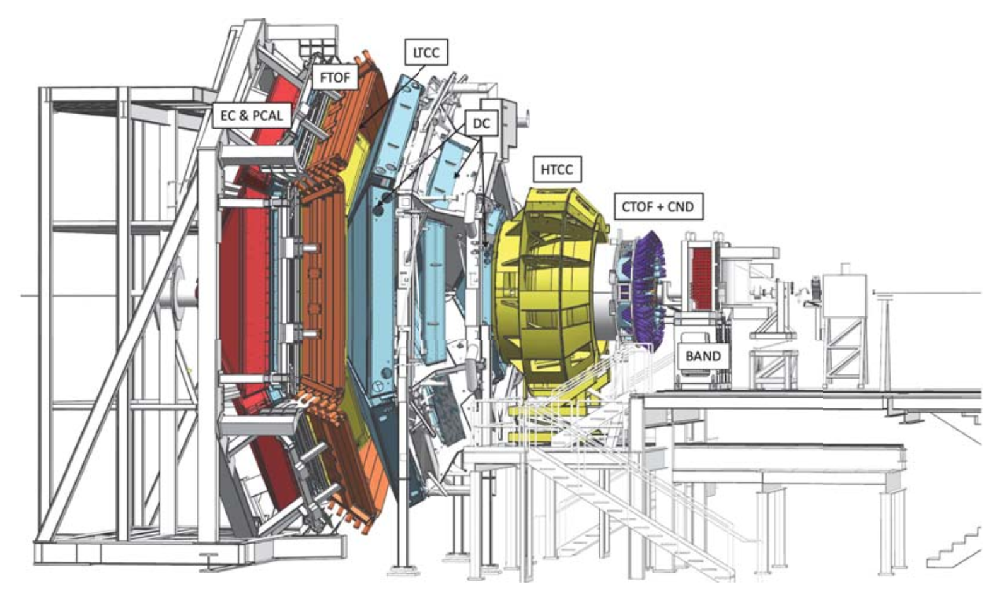 LTCC
FTOF
EC & PCAL
DC
HTCC
CTOF + CND
BAND